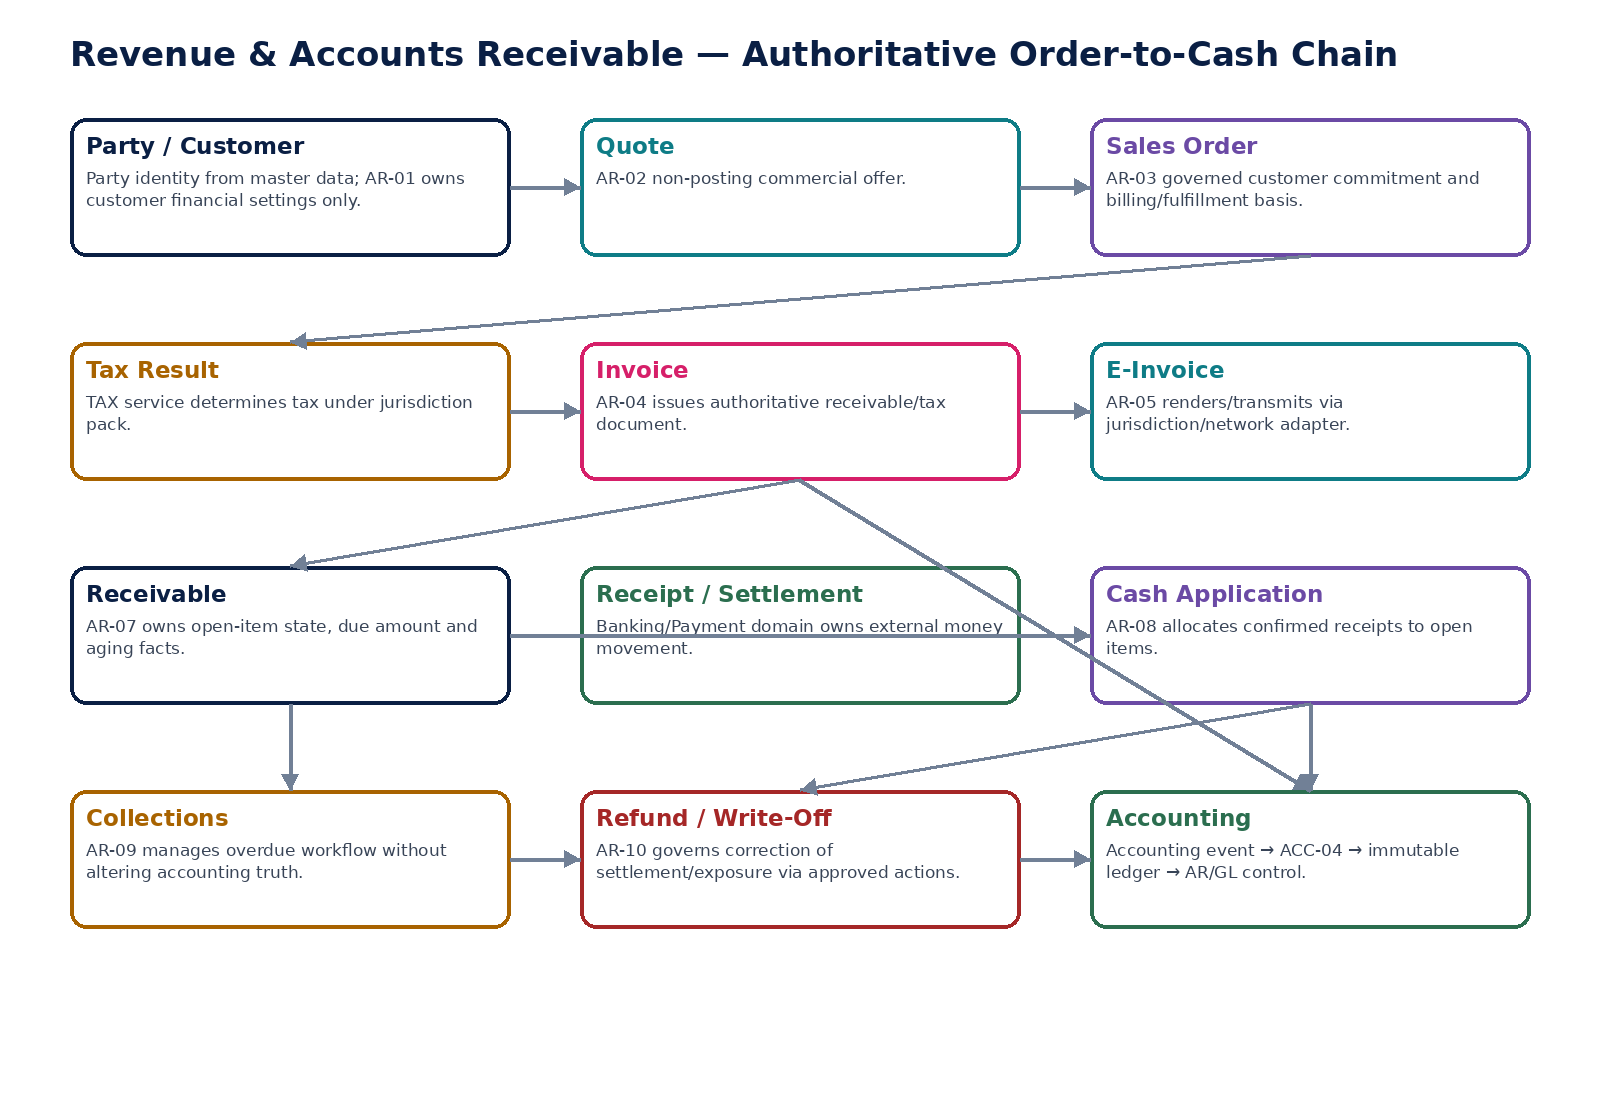 Revenue & Accounts Receivable — Authoritative Order-to-Cash Chain
Party / Customer
Party identity from master data; AR-01 owns
customer financial settings only.
Quote
AR-02 non-posting commercial offer.
Sales Order
AR-03 governed customer commitment and
billing/fulfillment basis.
Tax Result
TAX service determines tax under jurisdiction
pack.
Invoice
AR-04 issues authoritative receivable/tax
document.
E-Invoice
AR-05 renders/transmits via
jurisdiction/network adapter.
Receivable
AR-07 owns open-item state, due amount and
aging facts.
Receipt / Settlement
Banking/Payment domain owns external money
movement.
Cash Application
AR-08 allocates confirmed receipts to open
items.
Collections
AR-09 manages overdue workflow without
altering accounting truth.
Refund / Write-Off
AR-10 governs correction of
settlement/exposure via approved actions.
Accounting
Accounting event → ACC-04 → immutable
ledger → AR/GL control.